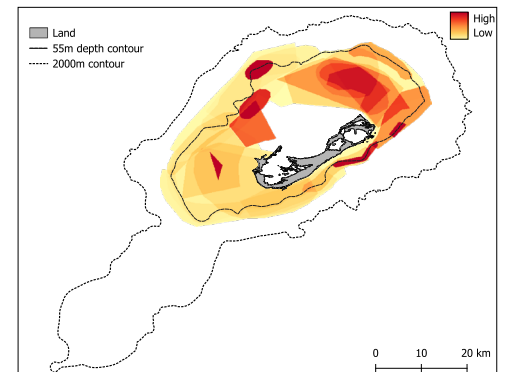 Land
55m depth contour
2000m contour
High
Low
0 10 20 km